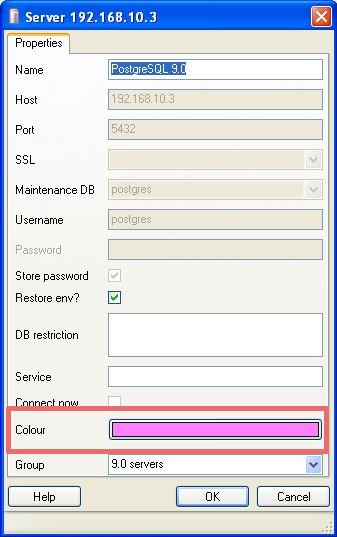 Server 192.168.10.3
Properties
Name PostgreSQL 9.0
Host 192.168.10.3
Port 5432
SSL
Maintenance DB postgres
Username postgres
Password
Store password
Restore env?
DB restriction
Service
Connect now
Colour
Group 9.0 servers
Help OK Cancel